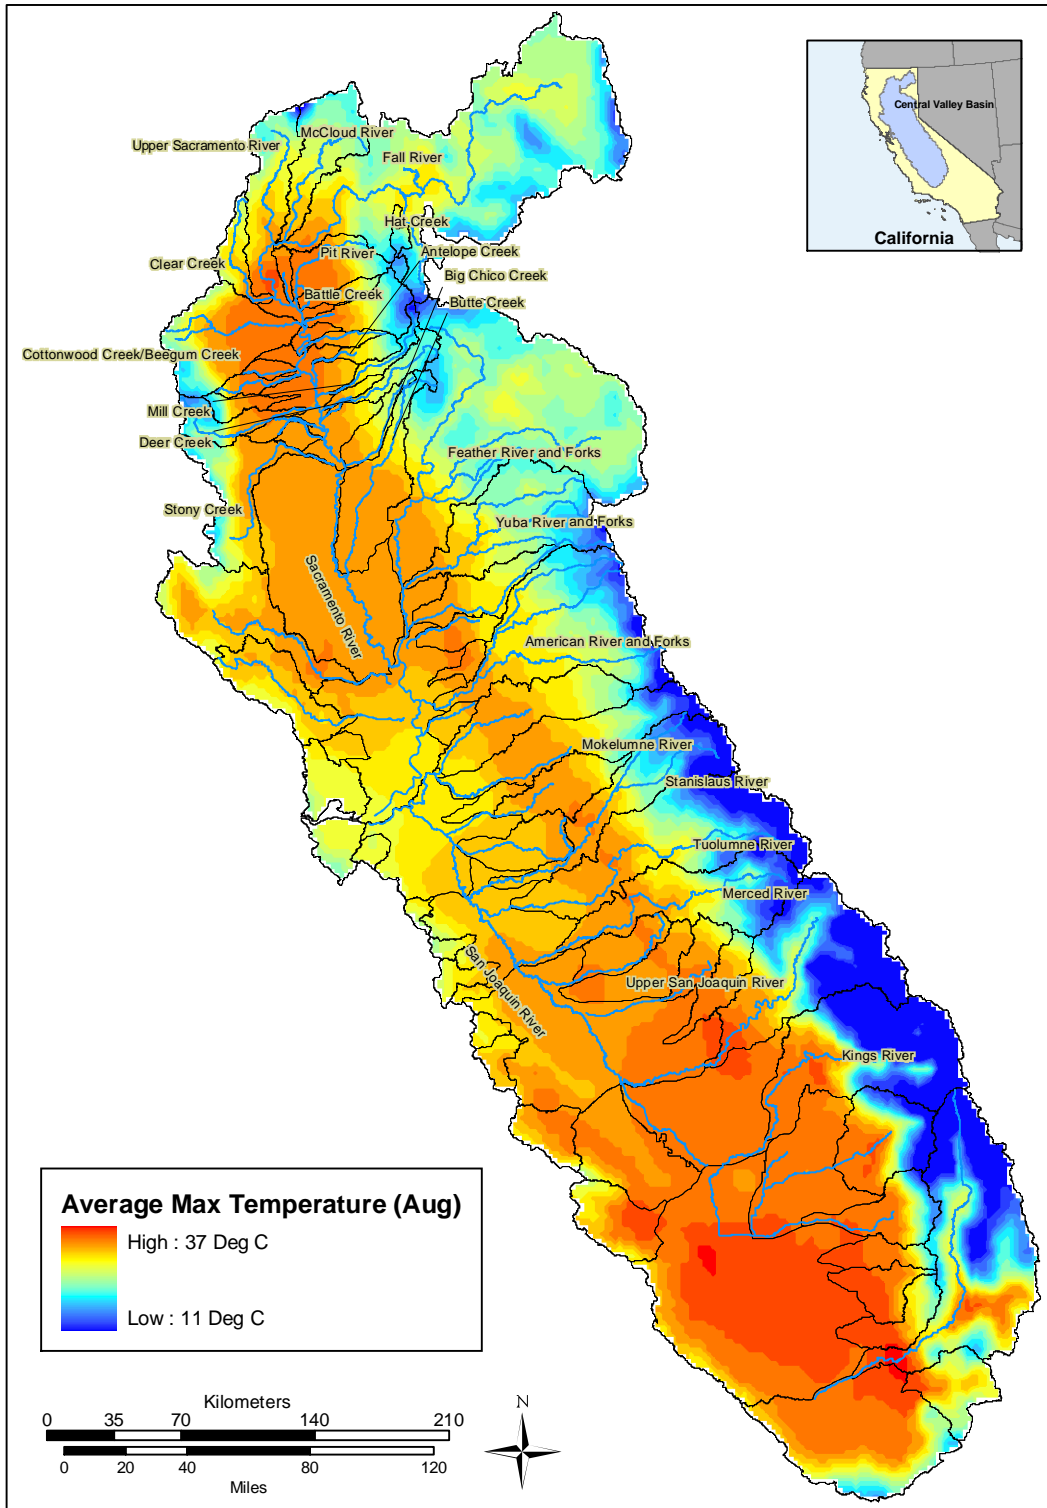 Central Valley Basin
California
McCloud River
Upper Sacramento River
Fall River
Hat Creek
Antelope Creek
Pit River
Clear Creek
Big Chico Creek
Battle Creek
Butte Creek
Cottonwood Creek/Beegum Creek
Mill Creek
Deer Creek
Feather River and Forks
Stony Creek
Yuba River and Forks
Sacramento River
American River and Forks
Mokelumne River
Stanislaus River
Tuolumne River
Merced River
San Joaquin River
Upper San Joaquin River
Kings River
Average Max Temperature (Aug)
High : 37 Deg C
Low : 11 Deg C
Kilometers
0 35 70 140 210
0 20 40 80 120
Miles
N